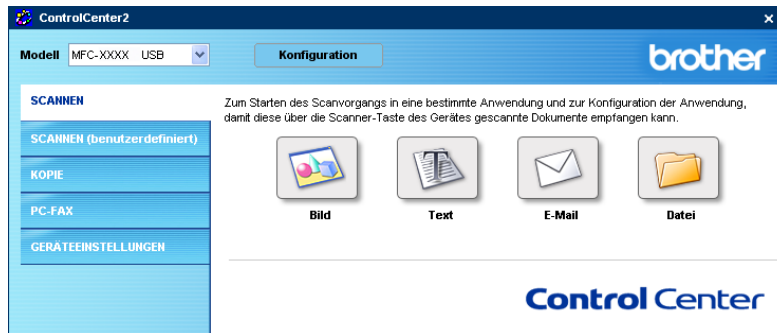 ControlCenter2
Modell MFC-XXXX USB Konfiguration brother
SCANNEN
SCANNEN (benutzerdefiniert)
KOPIE
PC-FAX
GERÄTEEINSTELLUNGEN
Zum Starten des Scanvorgangs in eine bestimmte Anwendung und zur Konfiguration der Anwendung,
damit diese über die Scanner-Taste des Gerätes gescannte Dokumente empfangen kann.
Bild Text E-Mail Datei
Control Center